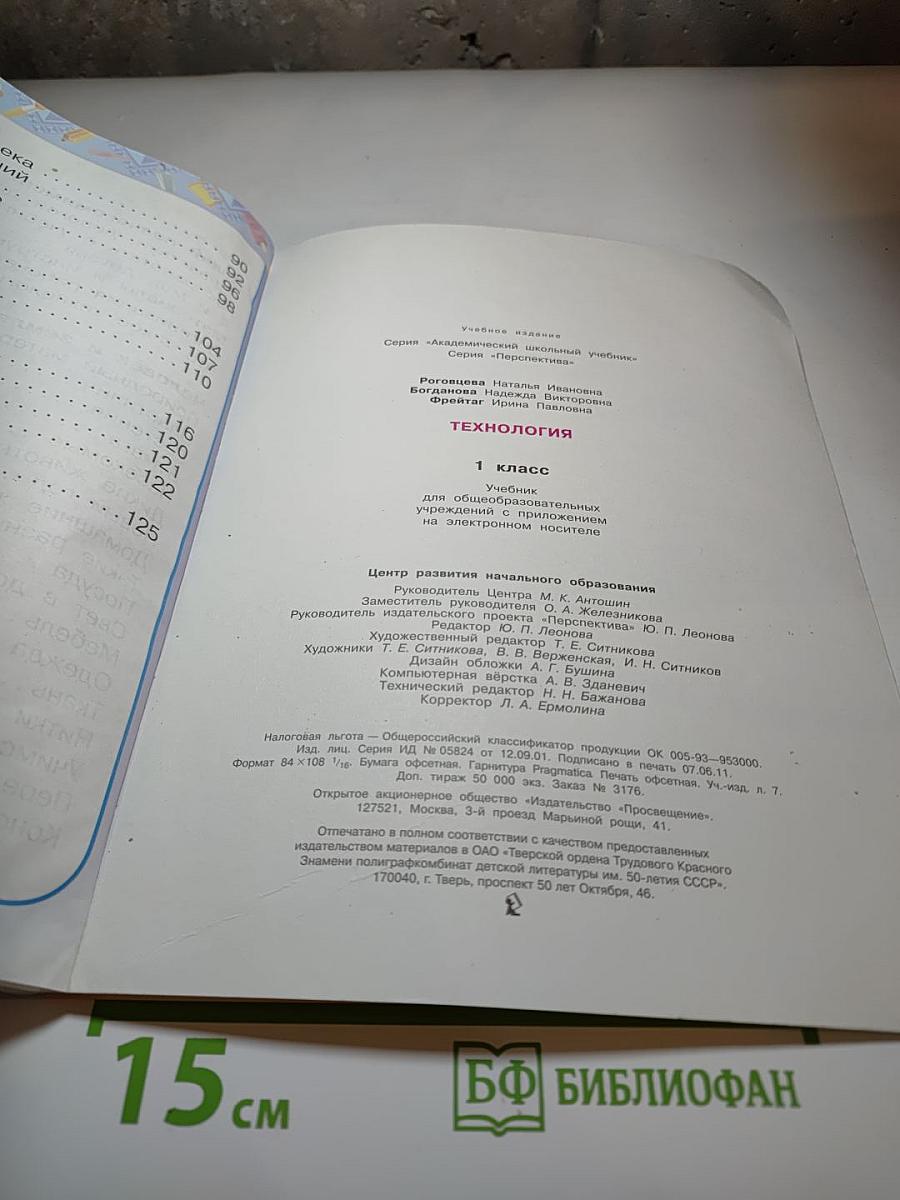 ека
ний
90
92
96
98
104
107
110
116
120
121
122
125
Учебное издание
Серия «Академический школьный учебник»
Серия «Перспектива»
Роговцева Наталья Ивановна
Богданова Надежда Викторовна
Фрейтаг Ирина Павловна
ТЕХНОЛОГИЯ
1 класс
Учебник
для общеобразовательных
учреждений с приложением
на электронном носителе
Центр развития начального образования
Руководитель Центра М. К. Антошин
Заместитель руководителя О. А. Железникова
Руководитель издательского проекта «Перспектива» Ю. П. Леонова
Редактор Ю. П. Леонова
Художественный редактор Т. Е. Ситникова
Художники Т. Е. Ситникова, В. В. Верженская, И. Н. Ситников
Дизайн обложки А. Г. Бушина
Компьютерная вёрстка А. В. Зданевич
Технический редактор Н. Н. Бажанова
Корректор Л. А. Ермолина
Налоговая льгота — Общероссийский классификатор продукции ОК 005-93—953000.
Изд. лиц. Серия ИД № 05824 от 12.09.01. Подписано в печать 07.06.11.
Формат 84×108 1/16. Бумага офсетная. Гарнитура Pragmatica Печать офсетная. Уч.-изд. л. 7.
Доп. тираж 50 000 экз. Заказ № 3176.
Открытое акционерное общество «Издательство «Просвещение».
127521, Москва, 3-й проезд Марьиной рощи, 41.
Отпечатано в полном соответствии с качеством предоставленных
издательством материалов в ОАО «Тверской ордена Трудового Красного
Знамени полиграфкомбинат детской литературы им. 50-летия СССР».
170040, г. Тверь, проспект 50 лет Октября, 46.
15 см
БФ БИБЛИОФАН